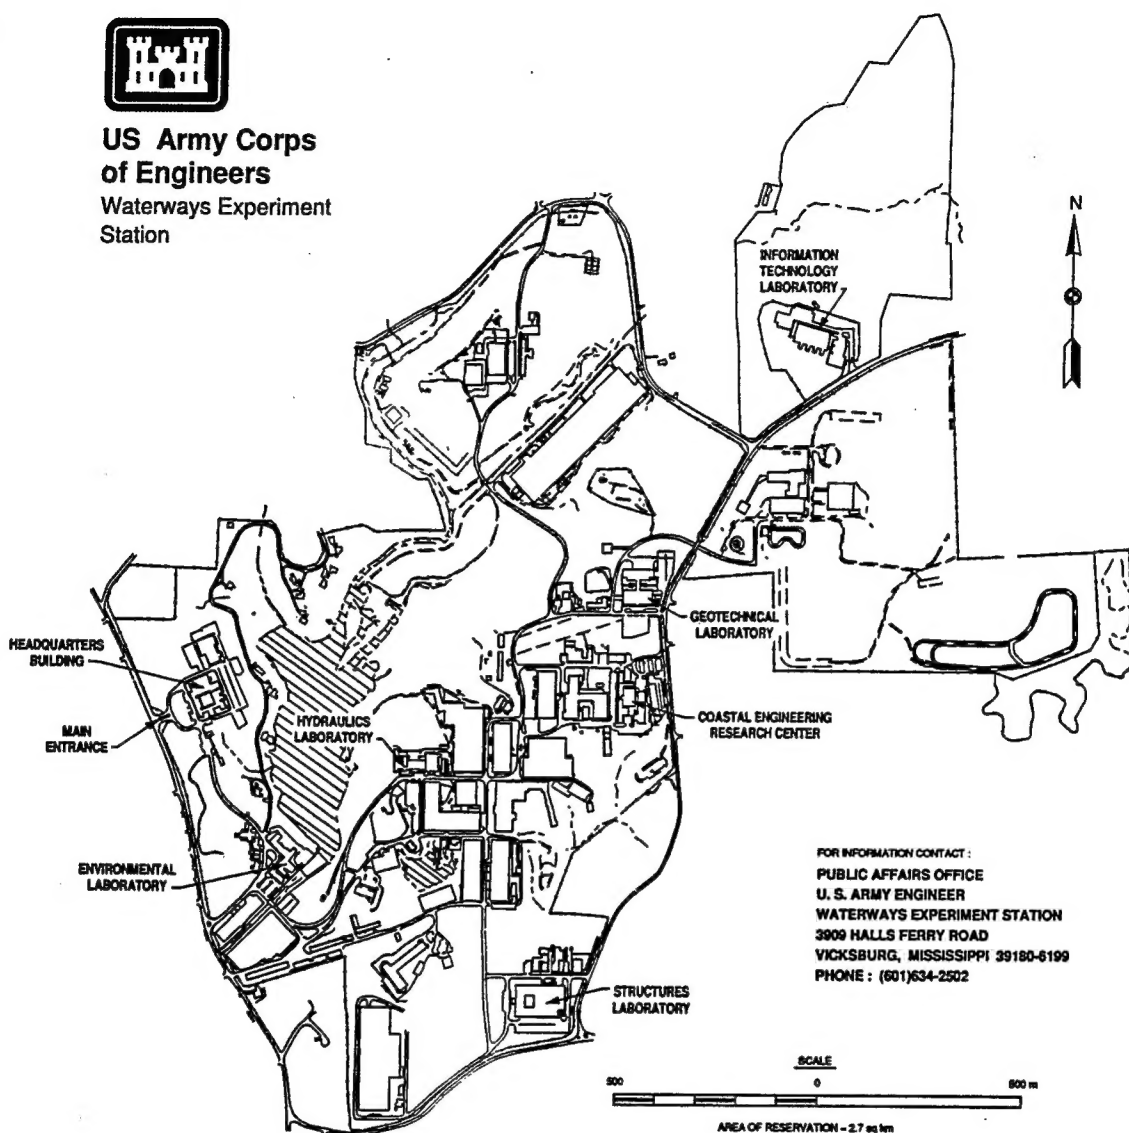 US Army Corps
of Engineers
Waterways Experiment
Station
N
INFORMATION
TECHNOLOGY
LABORATORY
GEOTECHNICAL
LABORATORY
HEADQUARTERS
BUILDING
MAIN
ENTRANCE
HYDRAULICS
LABORATORY
COASTAL ENGINEERING
RESEARCH CENTER
ENVIRONMENTAL
LABORATORY
STRUCTURES
LABORATORY
FOR INFORMATION CONTACT :
PUBLIC AFFAIRS OFFICE
U. S. ARMY ENGINEER
WATERWAYS EXPERIMENT STATION
3909 HALLS FERRY ROAD
VICKSBURG, MISSISSIPPI 39180-6199
PHONE : (601)634-2502
SCALE
500 0 500 m
AREA OF RESERVATION - 2.7 sq km